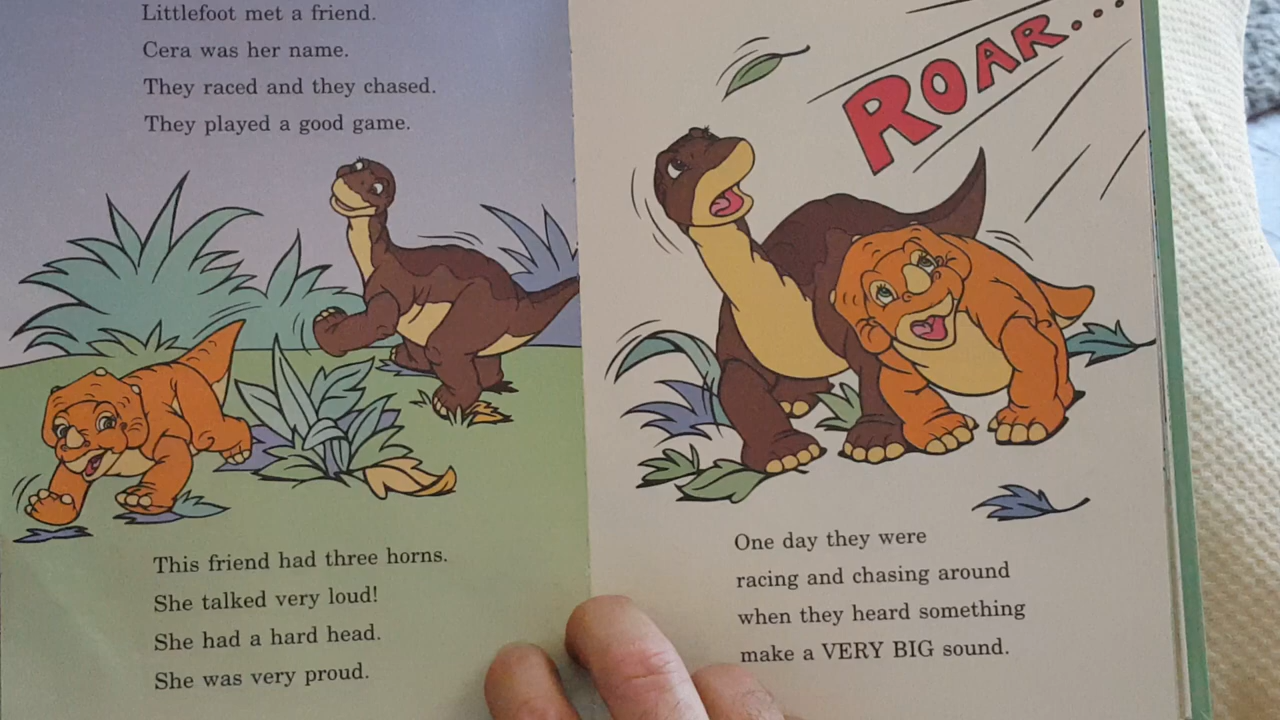 Littlefoot met a friend.
Cera was her name.
They raced and they chased.
They played a good game.
This friend had three horns.
She talked very loud!
She had a hard head.
She was very proud.
ROAR...
One day they were
racing and chasing around
when they heard something
make a VERY BIG sound.